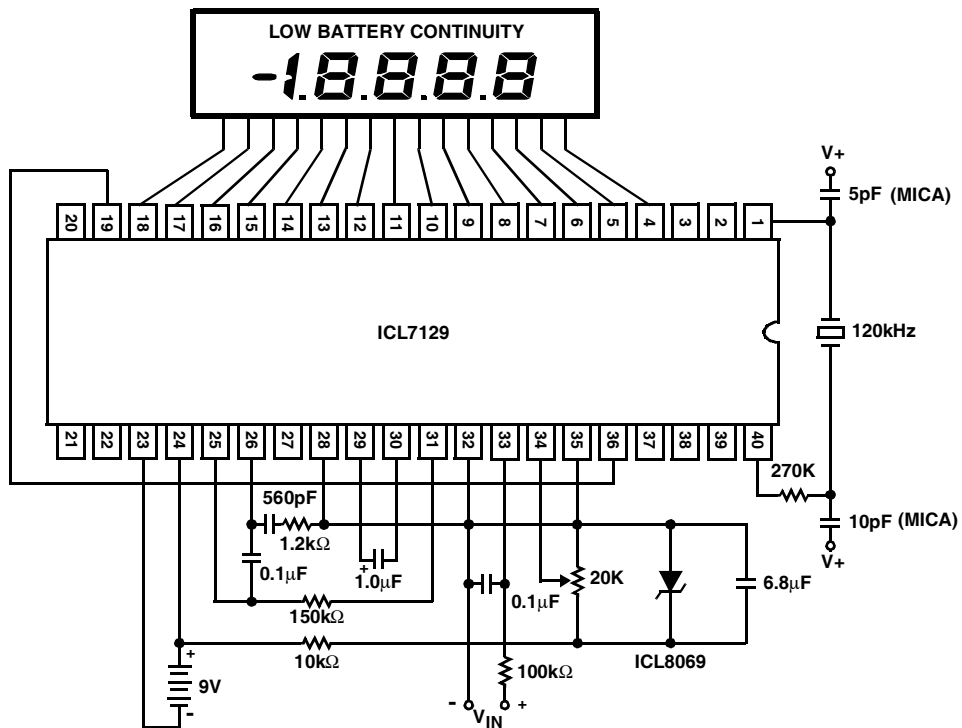 LOW BATTERY CONTINUITY
-1.8.8.8.8
V+
5pF (MICA)
20 19 18 17 16 15 14 13 12 11 10 9 8 7 6 5 4 3 2 1
ICL7129
120kHz
21 22 23 24 25 26 27 28 29 30 31 32 33 34 35 36 37 38 39 40
270K
560pF
10pF (MICA)
1.2kΩ
V+
0.1μF
+
1.0μF
0.1μF
20K
6.8μF
150kΩ
+
10kΩ
ICL8069
9V
100kΩ
-
- VIN +